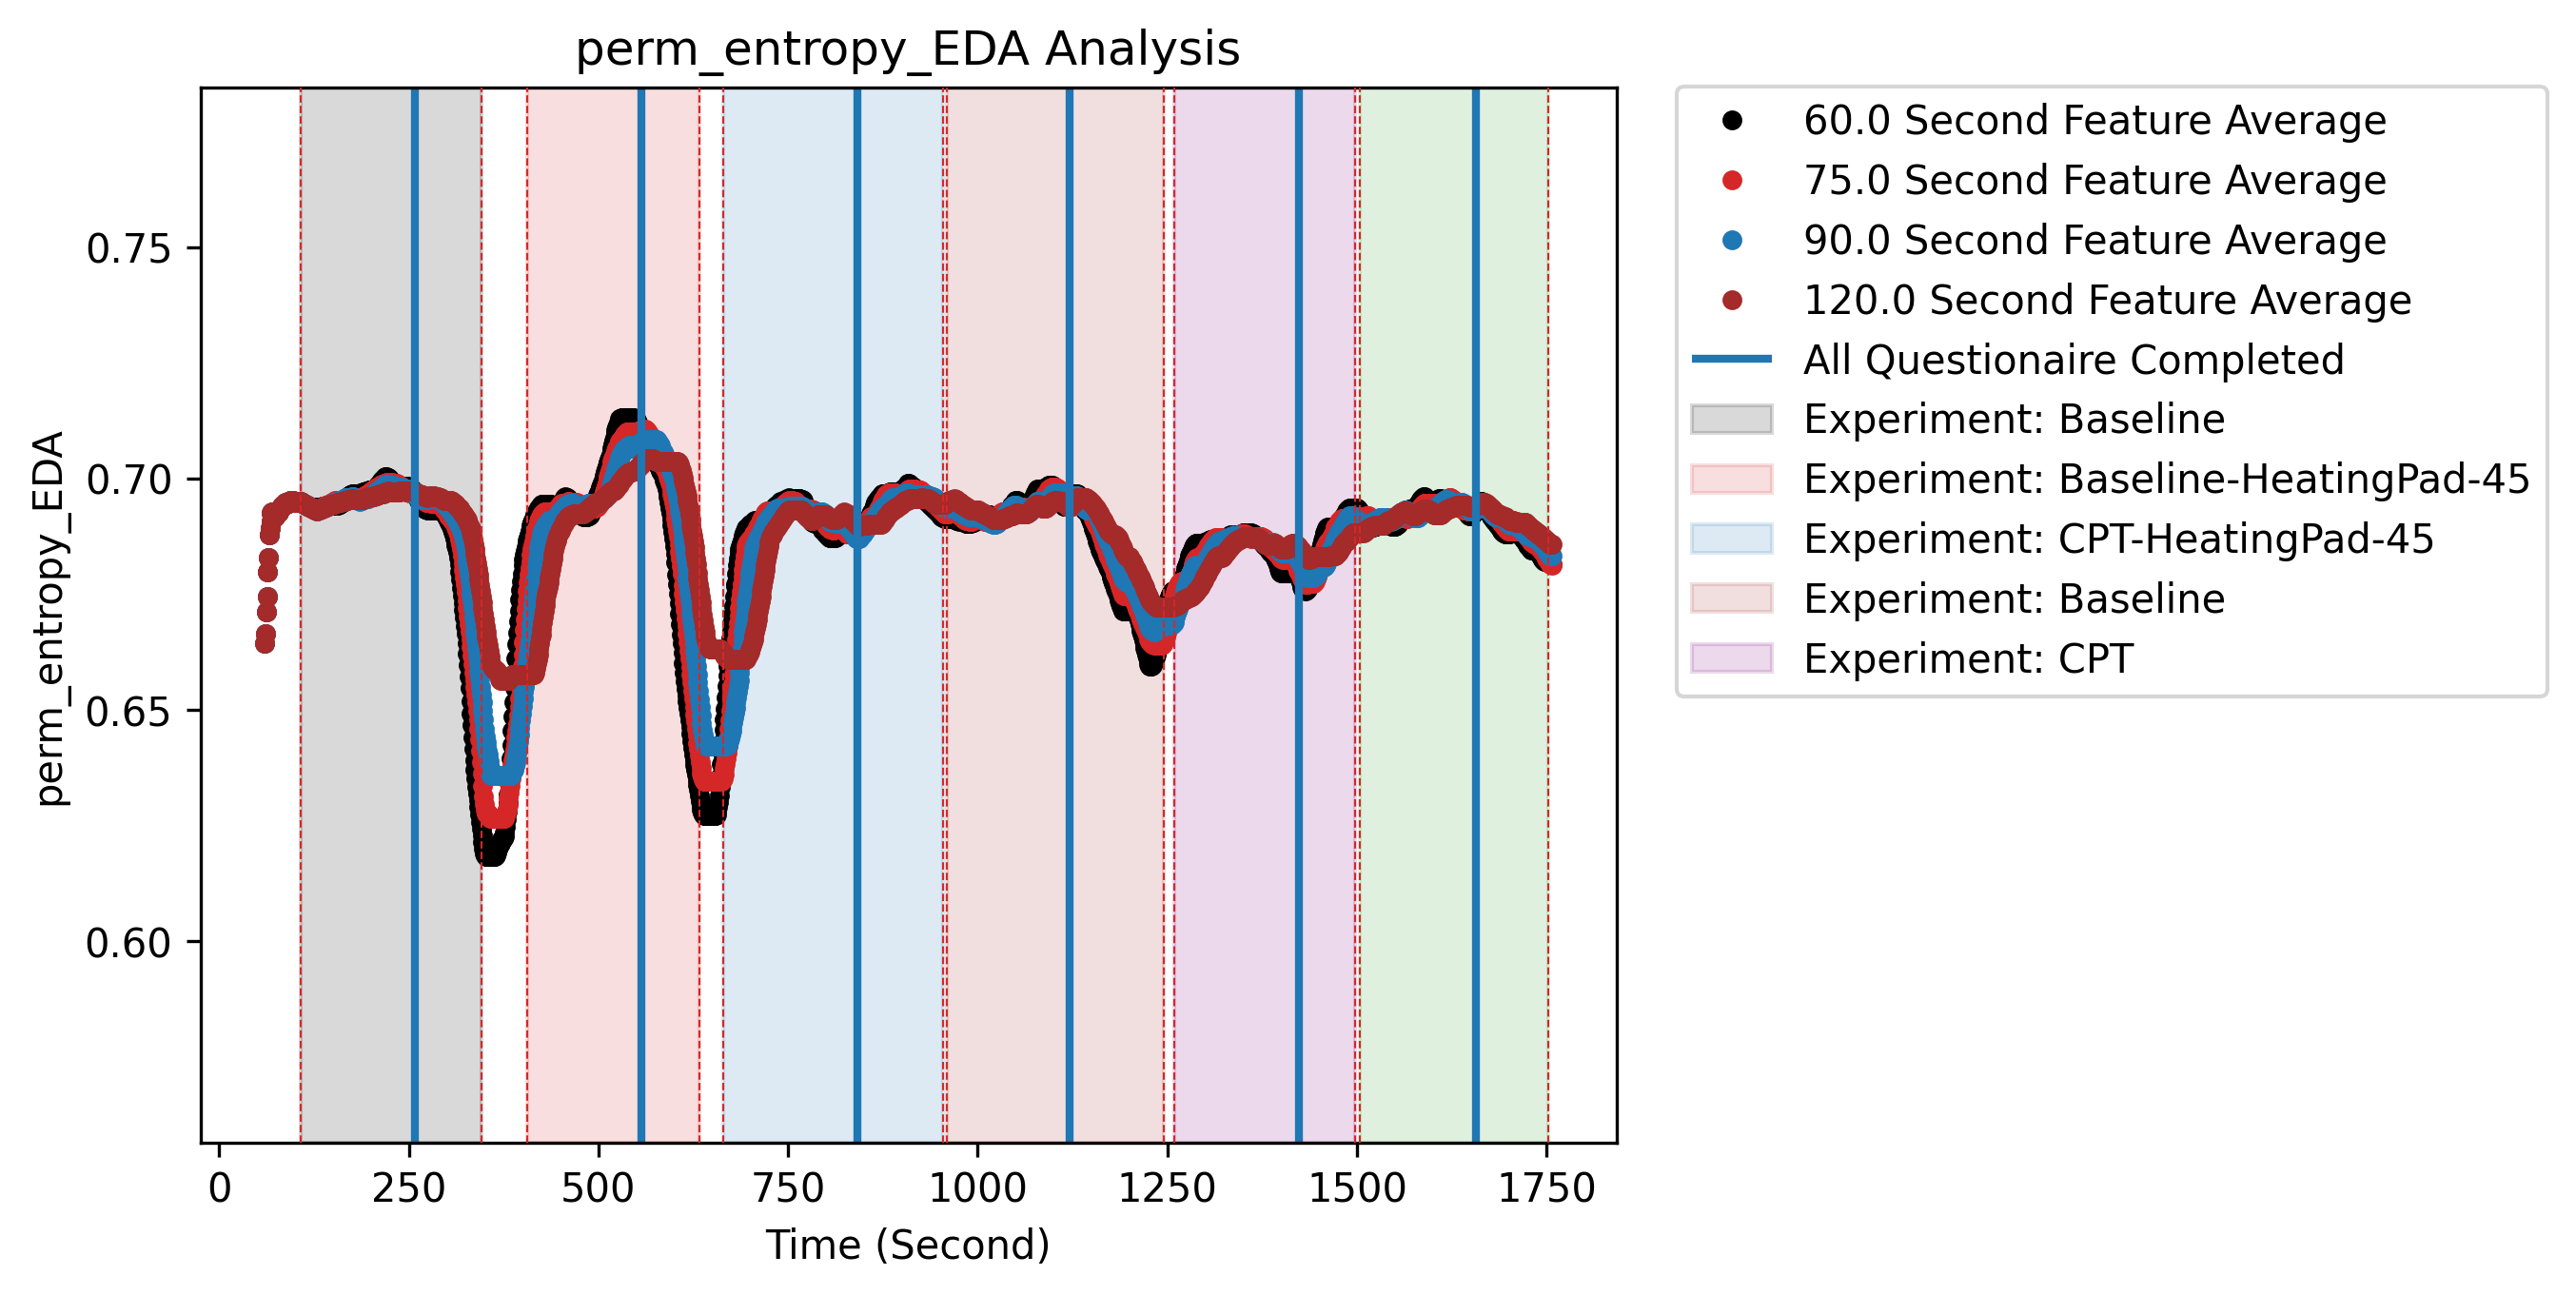 perm_entropy_EDA Analysis
perm_entropy_EDA
0.75
0.70
0.65
0.60
0
250
500
750
1000
1250
1500
1750
Time (Second)
60.0 Second Feature Average
75.0 Second Feature Average
90.0 Second Feature Average
120.0 Second Feature Average
All Questionaire Completed
Experiment: Baseline
Experiment: Baseline-HeatingPad-45
Experiment: CPT-HeatingPad-45
Experiment: Baseline
Experiment: CPT